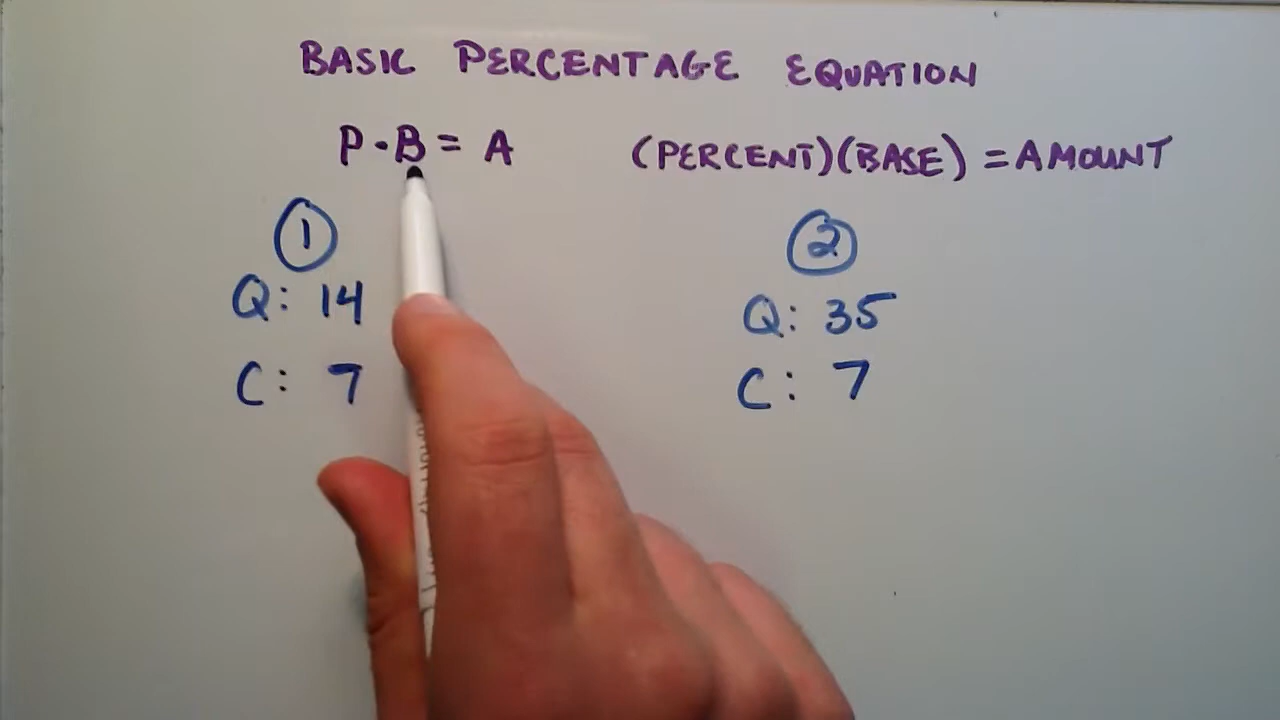 BASIC PERCENTAGE EQUATION
P · B = A
(PERCENT)(BASE) = AMOUNT
1
Q: 14
C: 7
2
Q: 35
C: 7